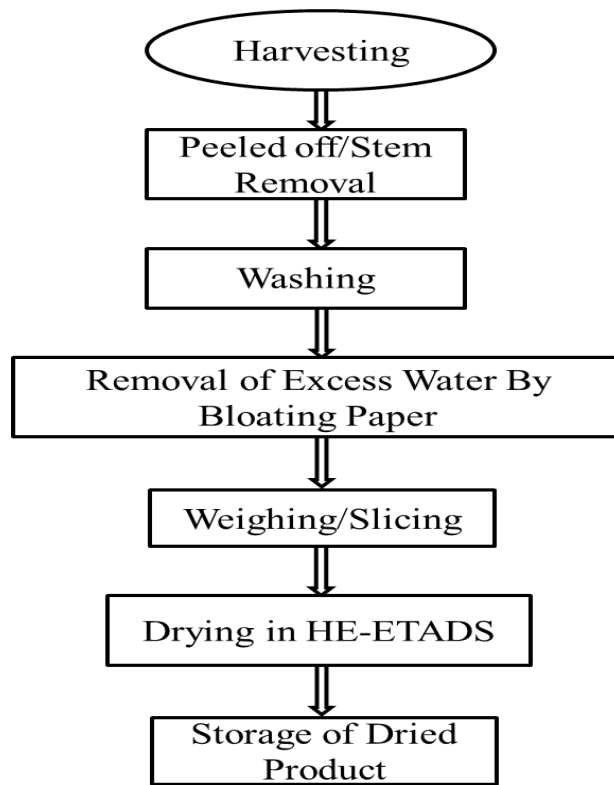 Harvesting
Peeled off/Stem
Removal
Washing
Removal of Excess Water By
Bloating Paper
Weighing/Slicing
Drying in HE-ETADS
Storage of Dried
Product